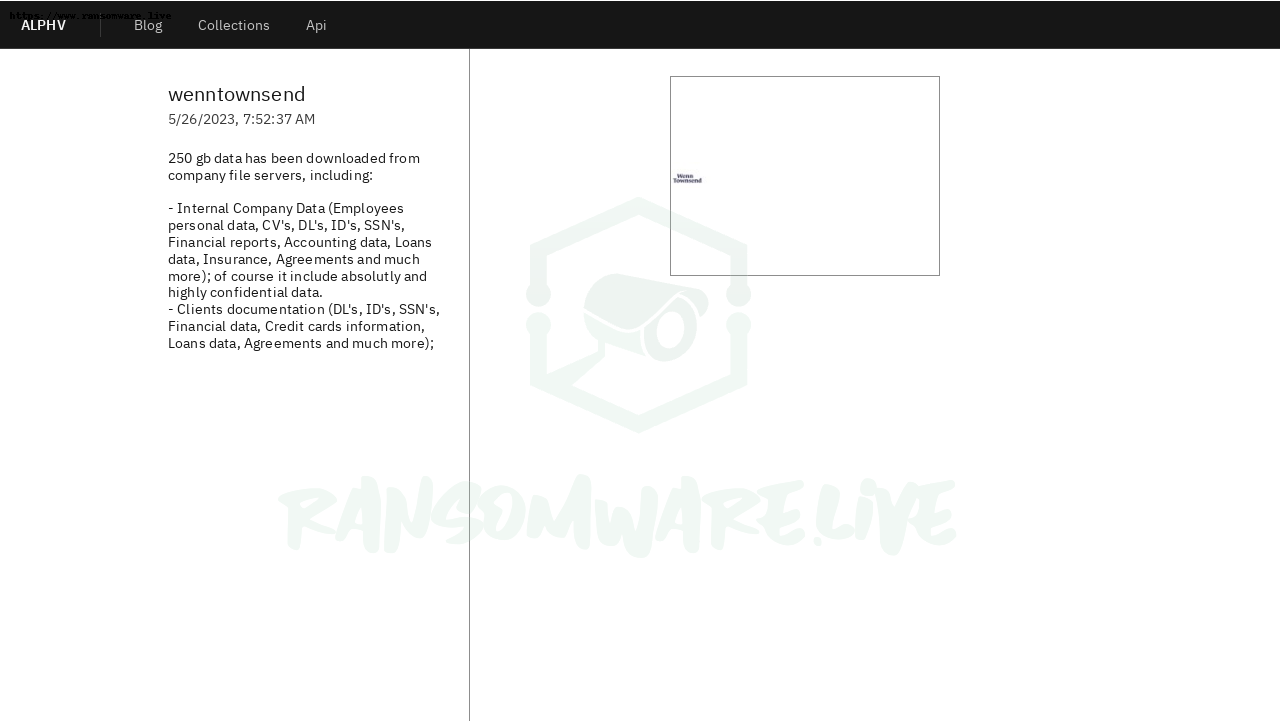 https://www.ransomware.live
ALPHV
Blog
Collections
Api
wenntownsend
5/26/2023, 7:52:37 AM
250 gb data has been downloaded from
company file servers, including:
- Internal Company Data (Employees
personal data, CV's, DL's, ID's, SSN's,
Financial reports, Accounting data, Loans
data, Insurance, Agreements and much
more); of course it include absolutly and
highly confidential data.
- Clients documentation (DL's, ID's, SSN's,
Financial data, Credit cards information,
Loans data, Agreements and much more);
Wenn
Townsend
RANSOMWARE.LIVE